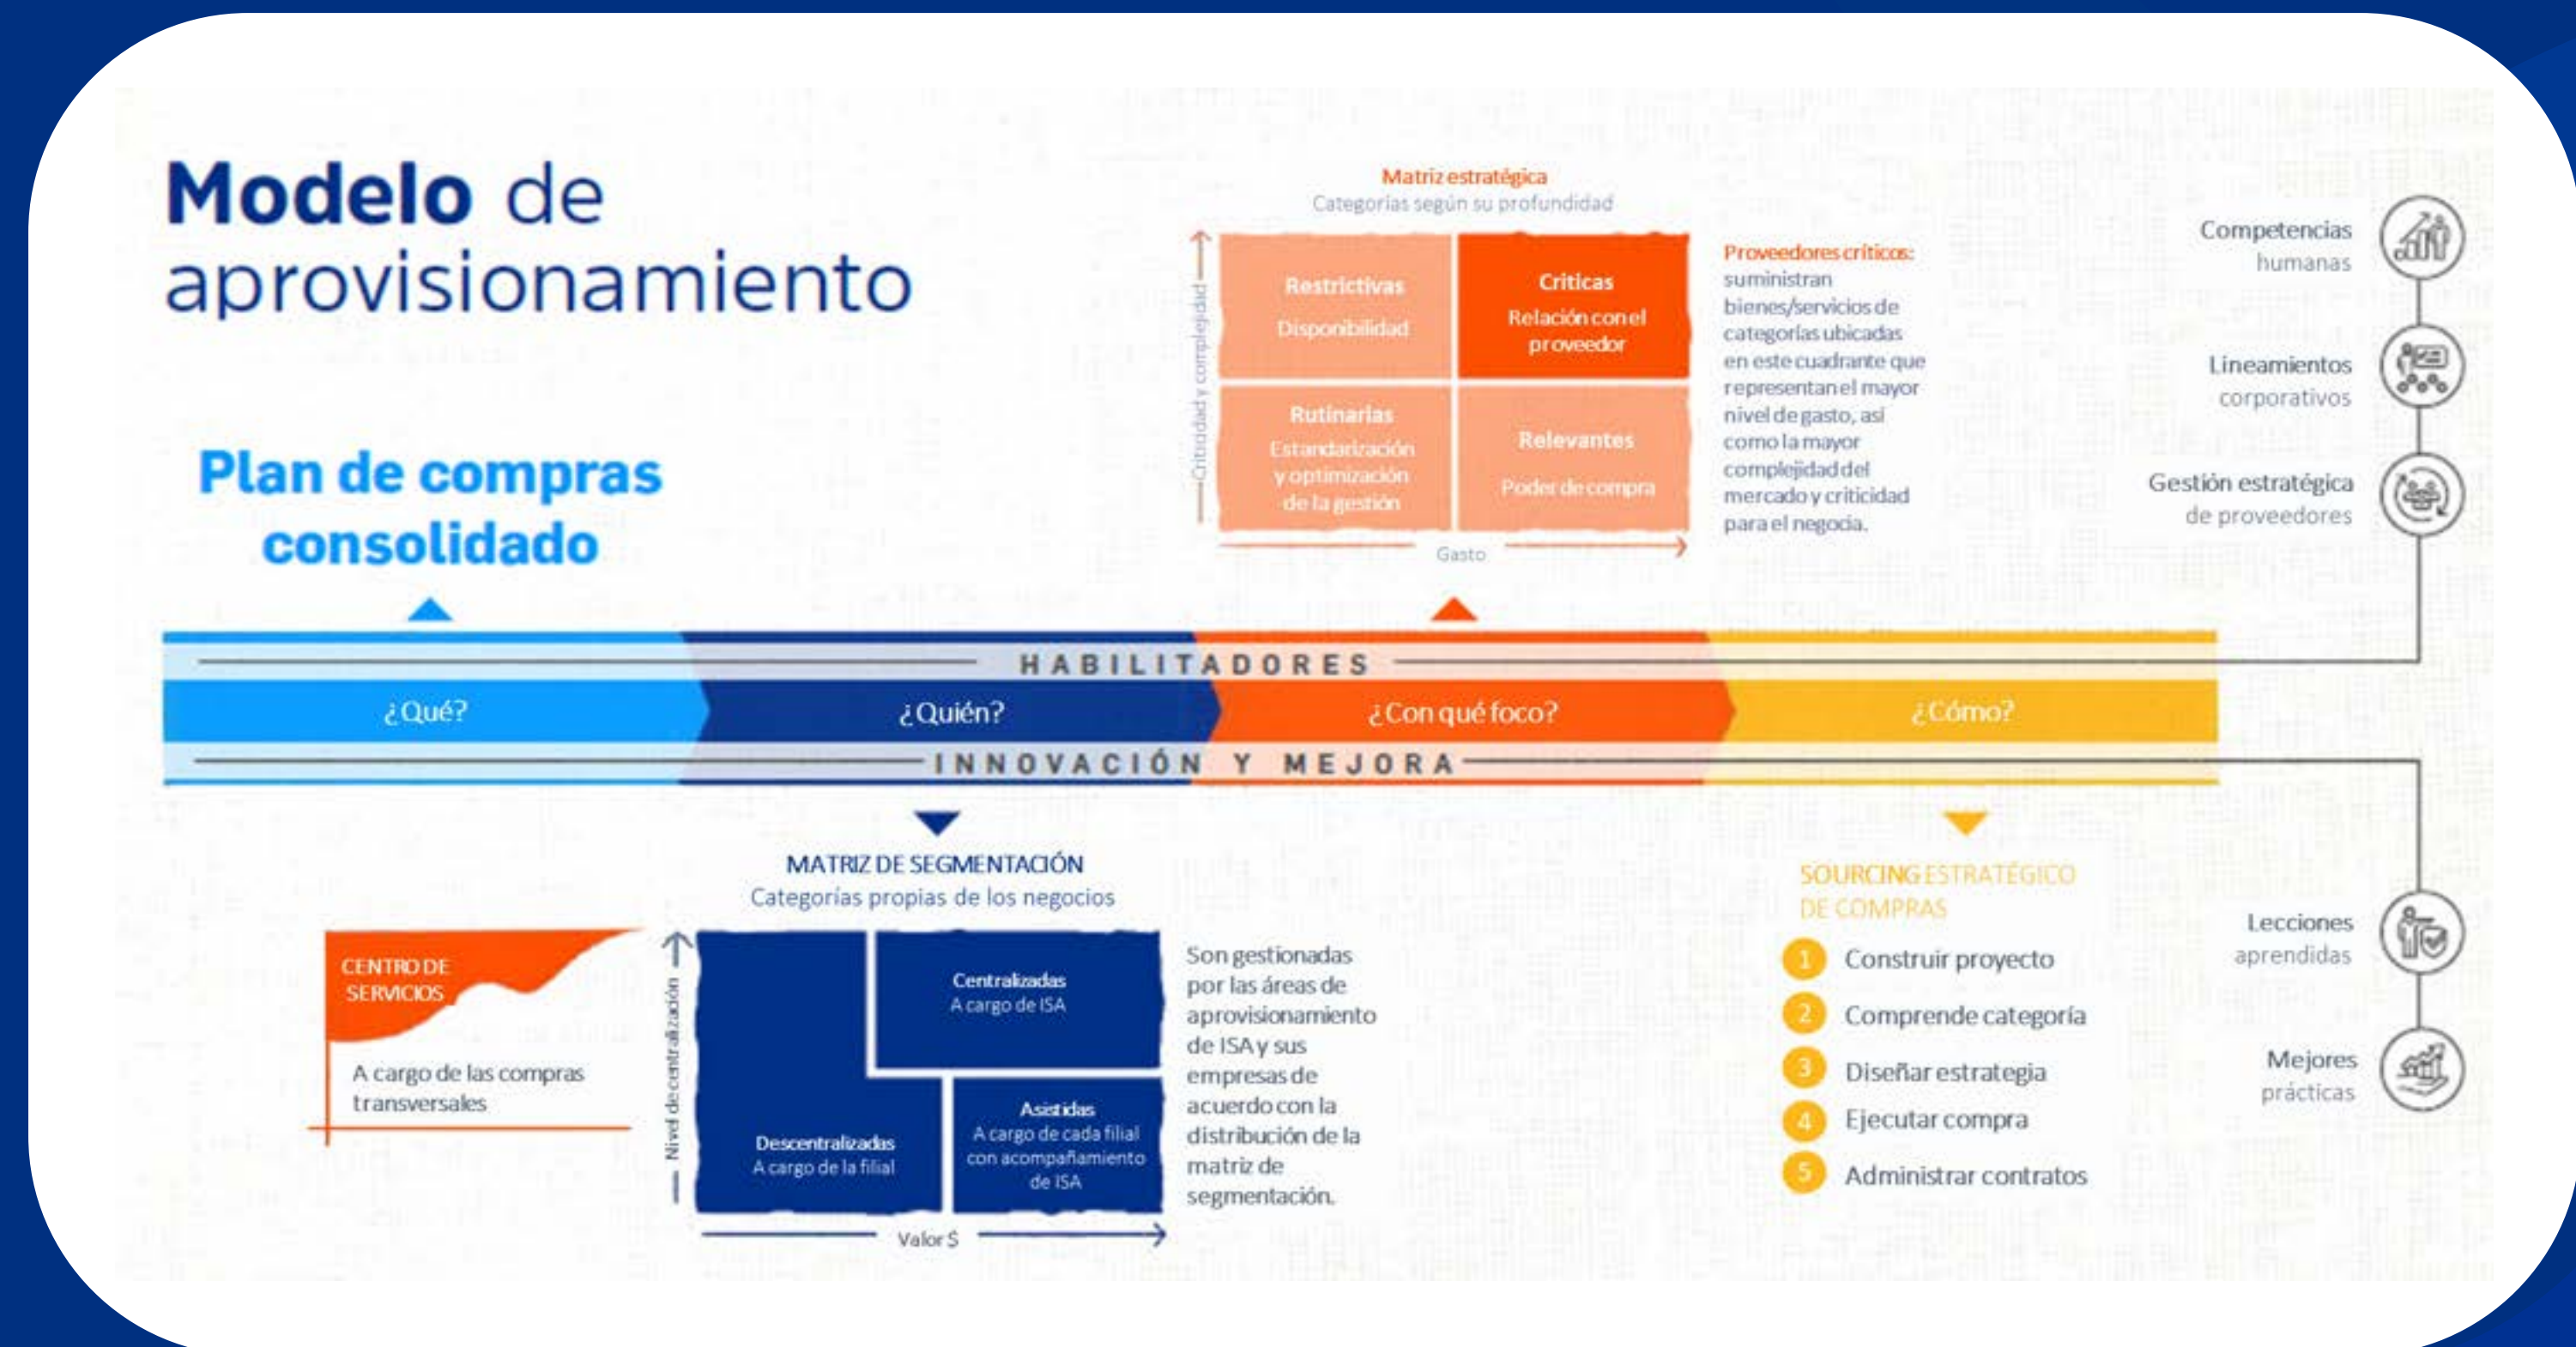 Modelo de
aprovisionamiento
Plan de compras
consolidado
Matriz estratégica
Categorías según su profundidad
Criticidad y complejidad
Restrictivas
Disponibilidad
Críticas
Relación con el
proveedor
Rutinarias
Estandarización
y optimización
de la gestión
Relevantes
Poder de compra
Gasto
Proveedores críticos:
suministran
bienes/servicios de
categorías ubicadas
en este cuadrante que
representan el mayor
nivel de gasto, así
como la mayor
complejidad del
mercado y criticidad
para el negocia.
Competencias
humanas
Lineamientos
corporativos
Gestión estratégica
de proveedores
HABILITADORES
¿Qué?
¿Quién?
¿Con qué foco?
¿Cómo?
INNOVACIÓN Y MEJORA
CENTRO DE
SERVICIOS
A cargo de las compras
transversales
MATRIZ DE SEGMENTACIÓN
Categorías propias de los negocios
Nivel decentralización
Centralizadas
A cargo de ISA
Descentralizadas
A cargo de la filial
Asistidas
A cargo de cada filial
con acompañamiento
de ISA
Valor $
Son gestionadas
por las áreas de
aprovisionamiento
de ISA y sus
empresas de
acuerdo con la
distribución de la
matriz de
segmentación.
SOURCING ESTRATÉGICO
DE COMPRAS
1 Construir proyecto
2 Comprende categoría
3 Diseñar estrategia
4 Ejecutar compra
5 Administrar contratos
Lecciones
aprendidas
Mejores
prácticas